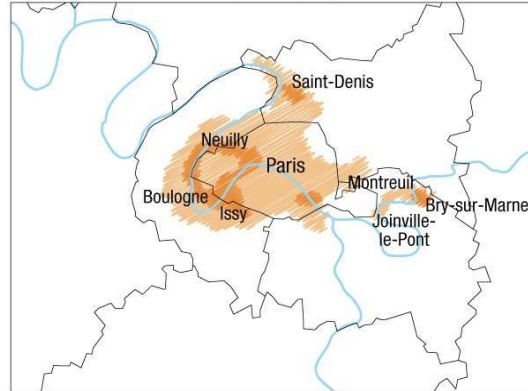 Saint-Denis
Neuilly
Paris
Montreuil
Boulogne
Issy
Bry-sur-Marne
Joinville-
le-Pont